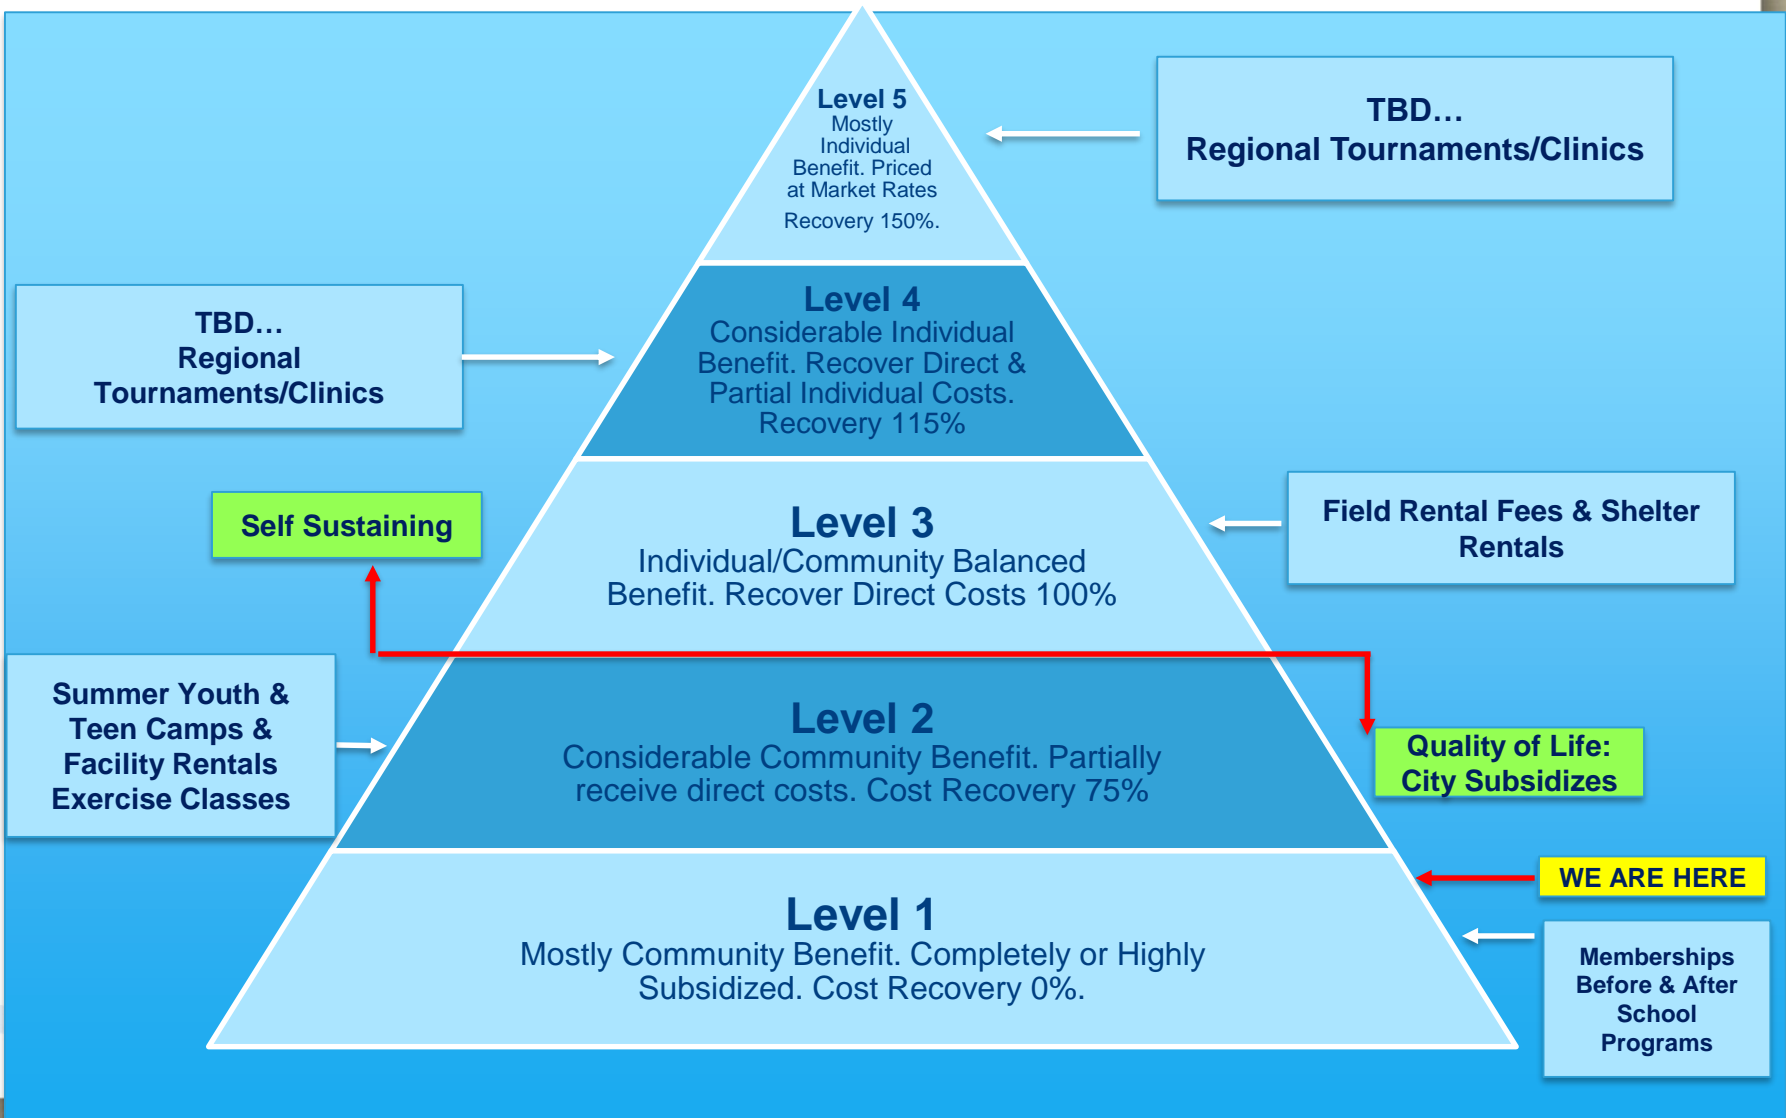 Level 5
Mostly
Individual
Benefit. Priced
at Market Rates
Recovery 150%.
TBD…
Regional Tournaments/Clinics
TBD…
Regional
Tournaments/Clinics
Level 4
Considerable Individual
Benefit. Recover Direct &
Partial Individual Costs.
Recovery 115%
Self Sustaining
Level 3
Individual/Community Balanced
Benefit. Recover Direct Costs 100%
Field Rental Fees & Shelter
Rentals
Summer Youth &
Teen Camps &
Facility Rentals
Exercise Classes
Level 2
Considerable Community Benefit. Partially
receive direct costs. Cost Recovery 75%
Quality of Life:
City Subsidizes
WE ARE HERE
Level 1
Mostly Community Benefit. Completely or Highly
Subsidized. Cost Recovery 0%.
Memberships
Before & After
School
Programs